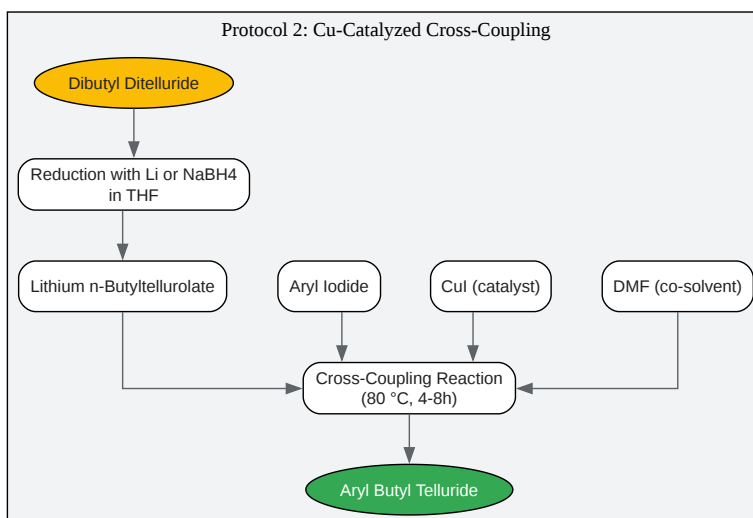 Protocol 2: Cu-Catalyzed Cross-Coupling
Dibutyl Ditelluride
Reduction with Li or NaBH4
in THF
Lithium n-Butyltellurolate
Aryl Iodide
CuI (catalyst)
DMF (co-solvent)
Cross-Coupling Reaction
(80 °C, 4-8h)
Aryl Butyl Telluride